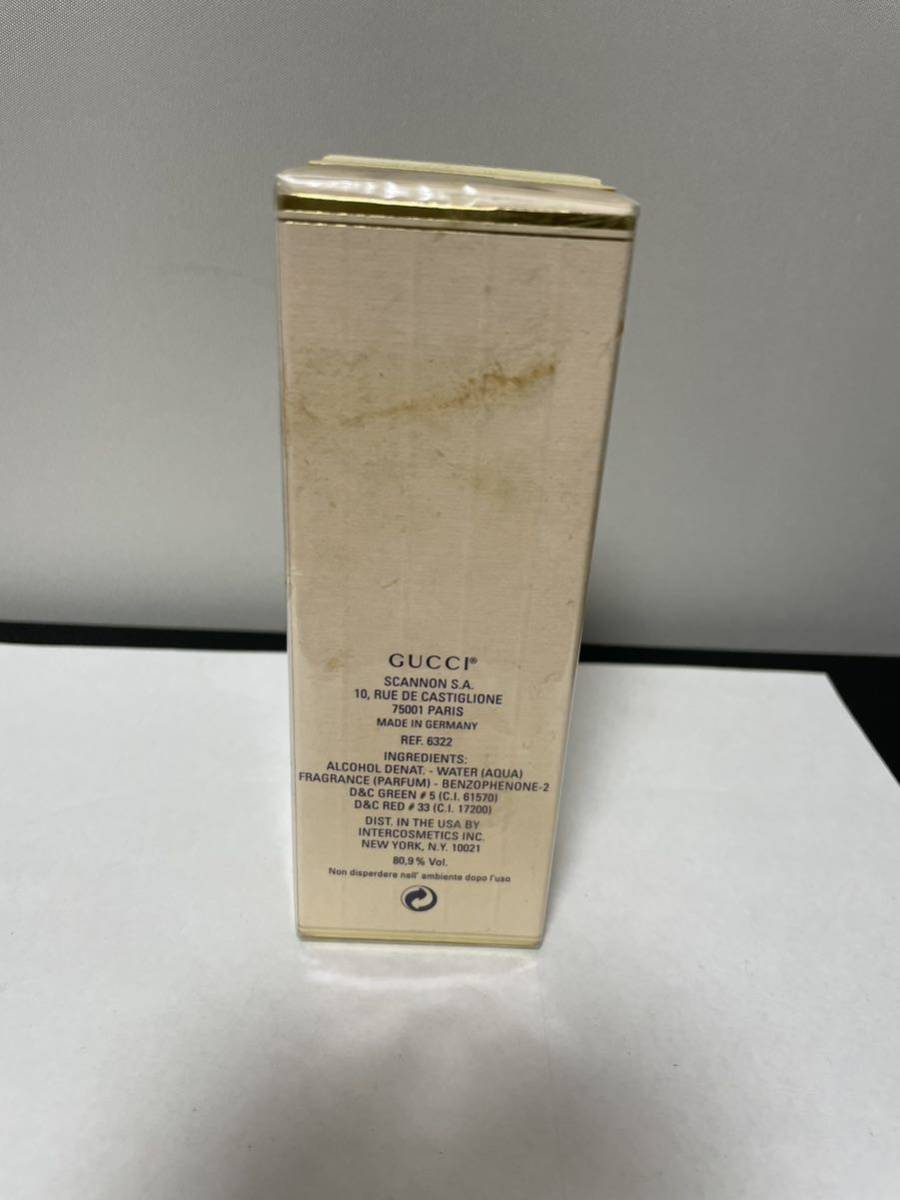 GUCCI®
SCANNON S.A.
10, RUE DE CASTIGLIONE
75001 PARIS
MADE IN GERMANY
REF. 6322
INGREDIENTS:
ALCOHOL DENAT. - WATER (AQUA)
FRAGRANCE (PARFUM) - BENZOPHENONE-2
D&C GREEN # 5 (C.I. 61570)
D&C RED # 33 (C.I. 17200)
DIST. IN THE USA BY
INTERCOSMETICS INC.
NEW YORK, N.Y. 10021
80,9% Vol.
Non disperdere nell' ambiente dopo l'uso